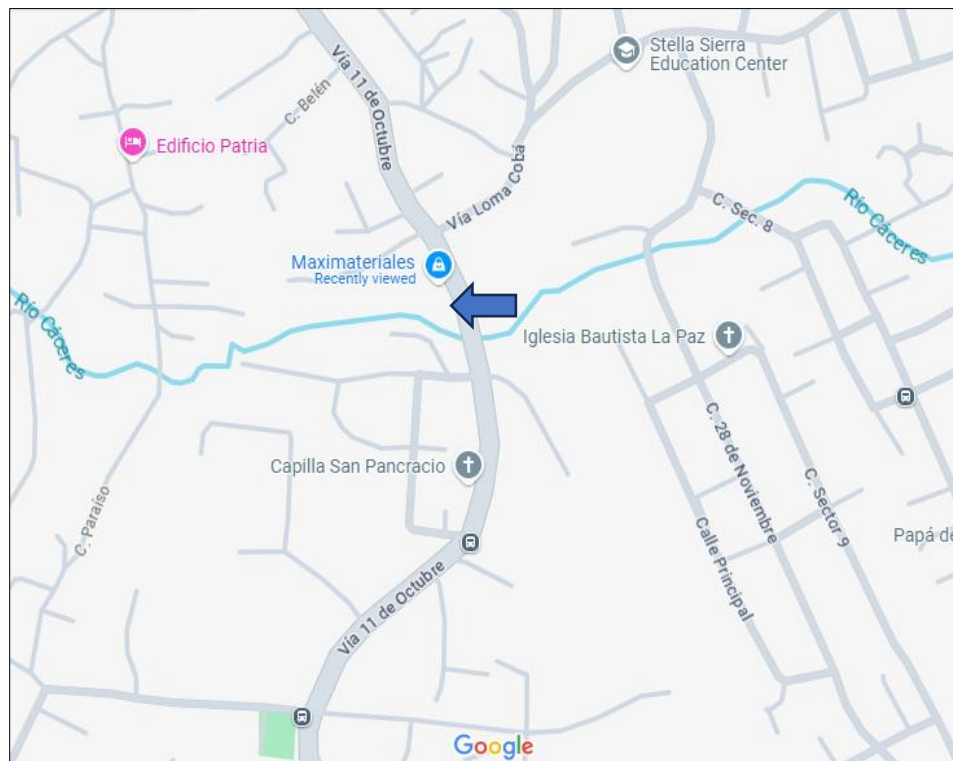 Vía 11 de Octubre
Stella Sierra
Education Center
C. Belén
Edificio Patria
Vía Loma Cobá
C. Sec. 8
Río Cáceres
Maximateriales
Recently viewed
Río Cáceres
Iglesia Bautista La Paz
C. 28 de Noviembre
Capilla San Pancracio
C. Sector 9
C. Paraíso
Calle Principal
Papá de
Vía 11 de Octubre
Google